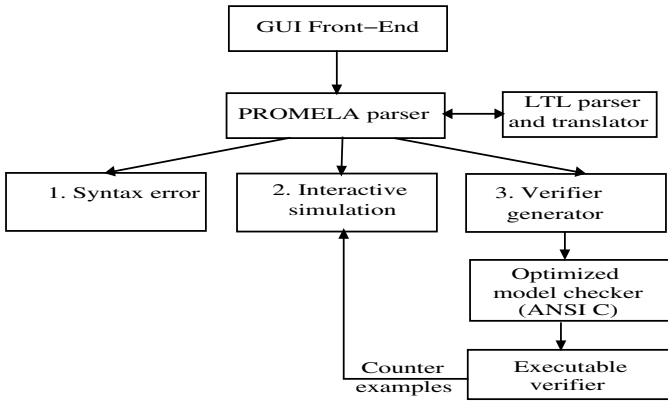 GUI Front−End
PROMELA parser
LTL parser
and translator
1. Syntax error
2. Interactive
simulation
3. Verifier
generator
Optimized
model checker
(ANSI C)
Counter
examples
Executable
verifier